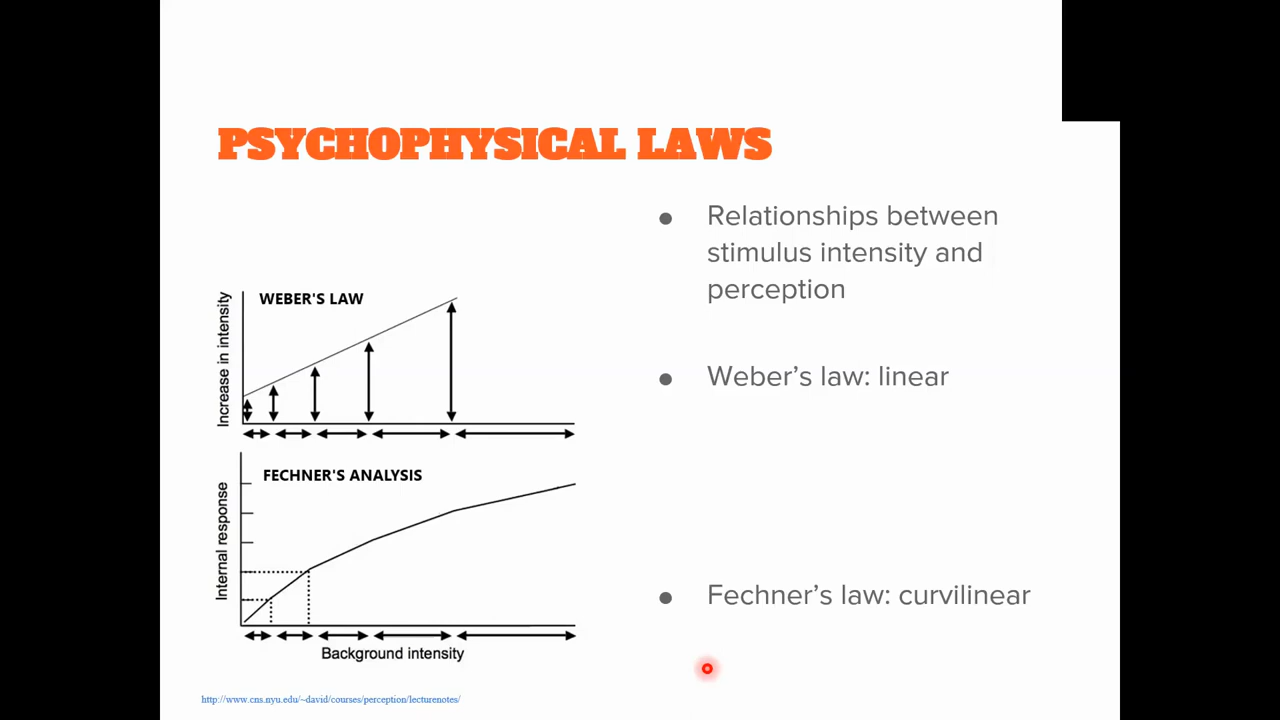 PSYCHOPHYSICAL LAWS
● Relationships between
stimulus intensity and
perception
WEBER'S LAW
Increase in intensity
● Weber’s law: linear
FECHNER'S ANALYSIS
Internal response
● Fechner’s law: curvilinear
Background intensity
http://www.cns.nyu.edu/~david/courses/perception/lecturenotes/